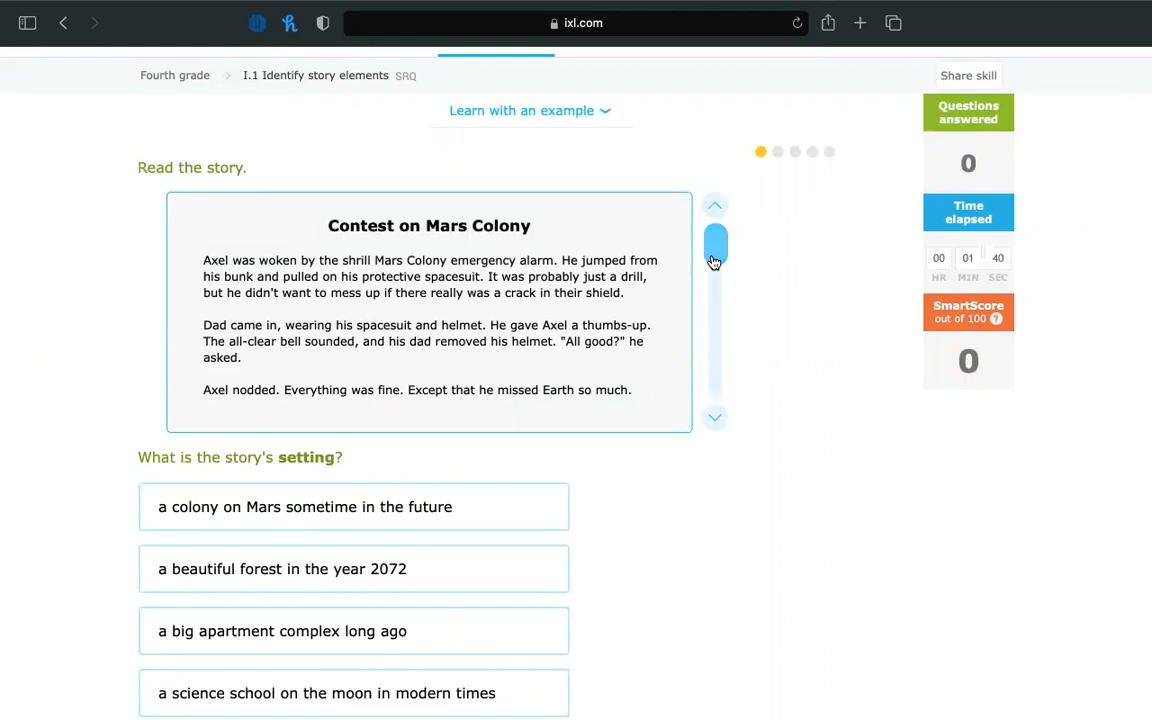 ixl.com
Fourth grade
I.1 Identify story elements SRQ
Share skill
Learn with an example
Questions
answered
0
Time
elapsed
00 01 40
HR MIN SEC
SmartScore
out of 100 ?
0
Read the story.
Contest on Mars Colony
Axel was woken by the shrill Mars Colony emergency alarm. He jumped from
his bunk and pulled on his protective spacesuit. It was probably just a drill,
but he didn't want to mess up if there really was a crack in their shield.
Dad came in, wearing his spacesuit and helmet. He gave Axel a thumbs-up.
The all-clear bell sounded, and his dad removed his helmet. "All good?" he
asked.
Axel nodded. Everything was fine. Except that he missed Earth so much.
What is the story's setting?
a colony on Mars sometime in the future
a beautiful forest in the year 2072
a big apartment complex long ago
a science school on the moon in modern times